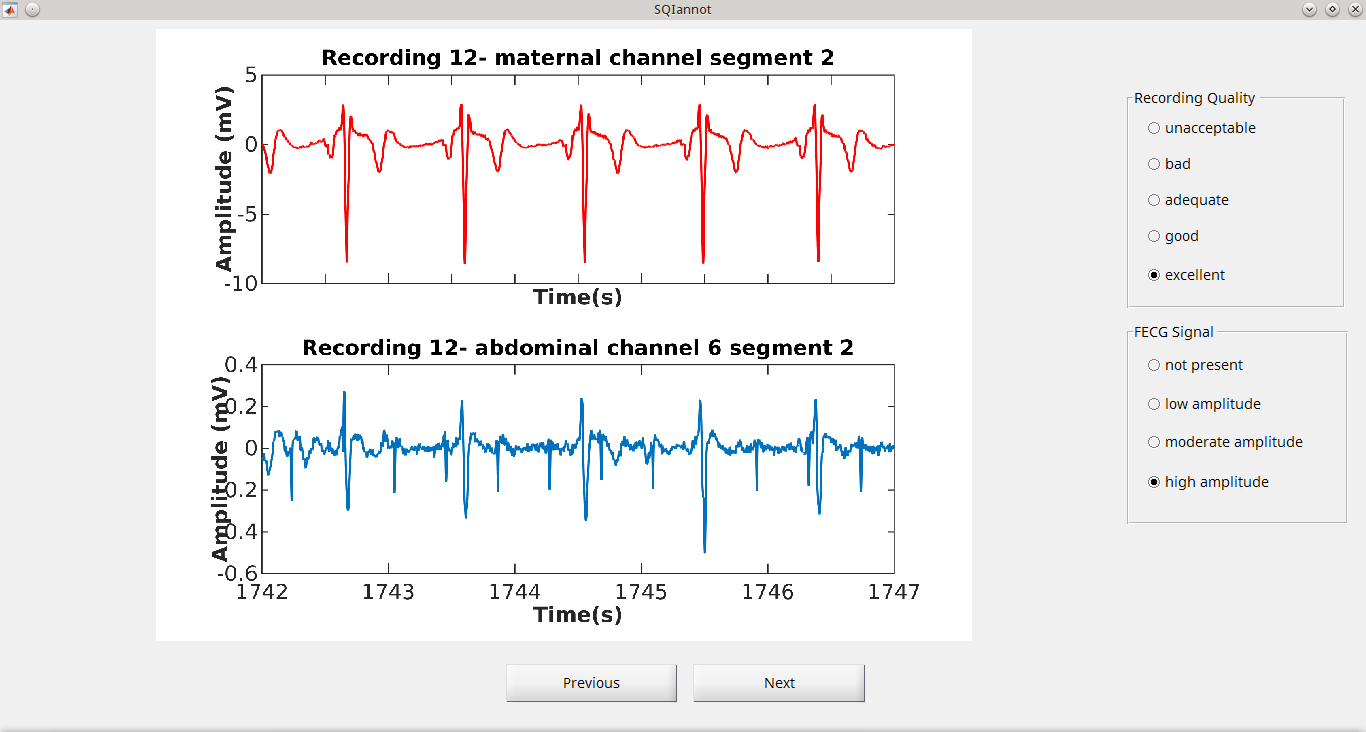 SQIannot
Recording 12- maternal channel segment 2
5
0
-5
-10
Amplitude (mV)
Time(s)
Recording 12- abdominal channel 6 segment 2
0.4
0.2
0
-0.2
-0.4
-0.6
Amplitude (mV)
1742 1743 1744 1745 1746 1747
Time(s)
Recording Quality
unacceptable
bad
adequate
good
excellent
FECG Signal
not present
low amplitude
moderate amplitude
high amplitude
Previous Next